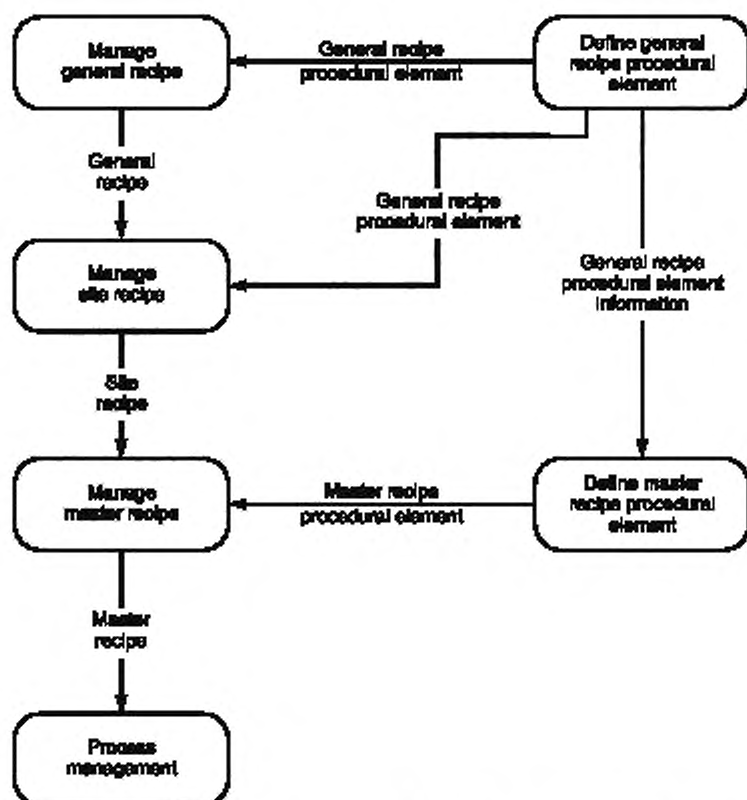 Manage
general recipe
General recipe
procedural element
Define general
recipe procedural
element
General
recipe
General recipe
procedural element
General recipe
procedural element
information
Manage
site recipe
Site
recipe
Manage
master recipe
Master recipe
procedural element
Define master
recipe procedural
element
Master
recipe
Process
management